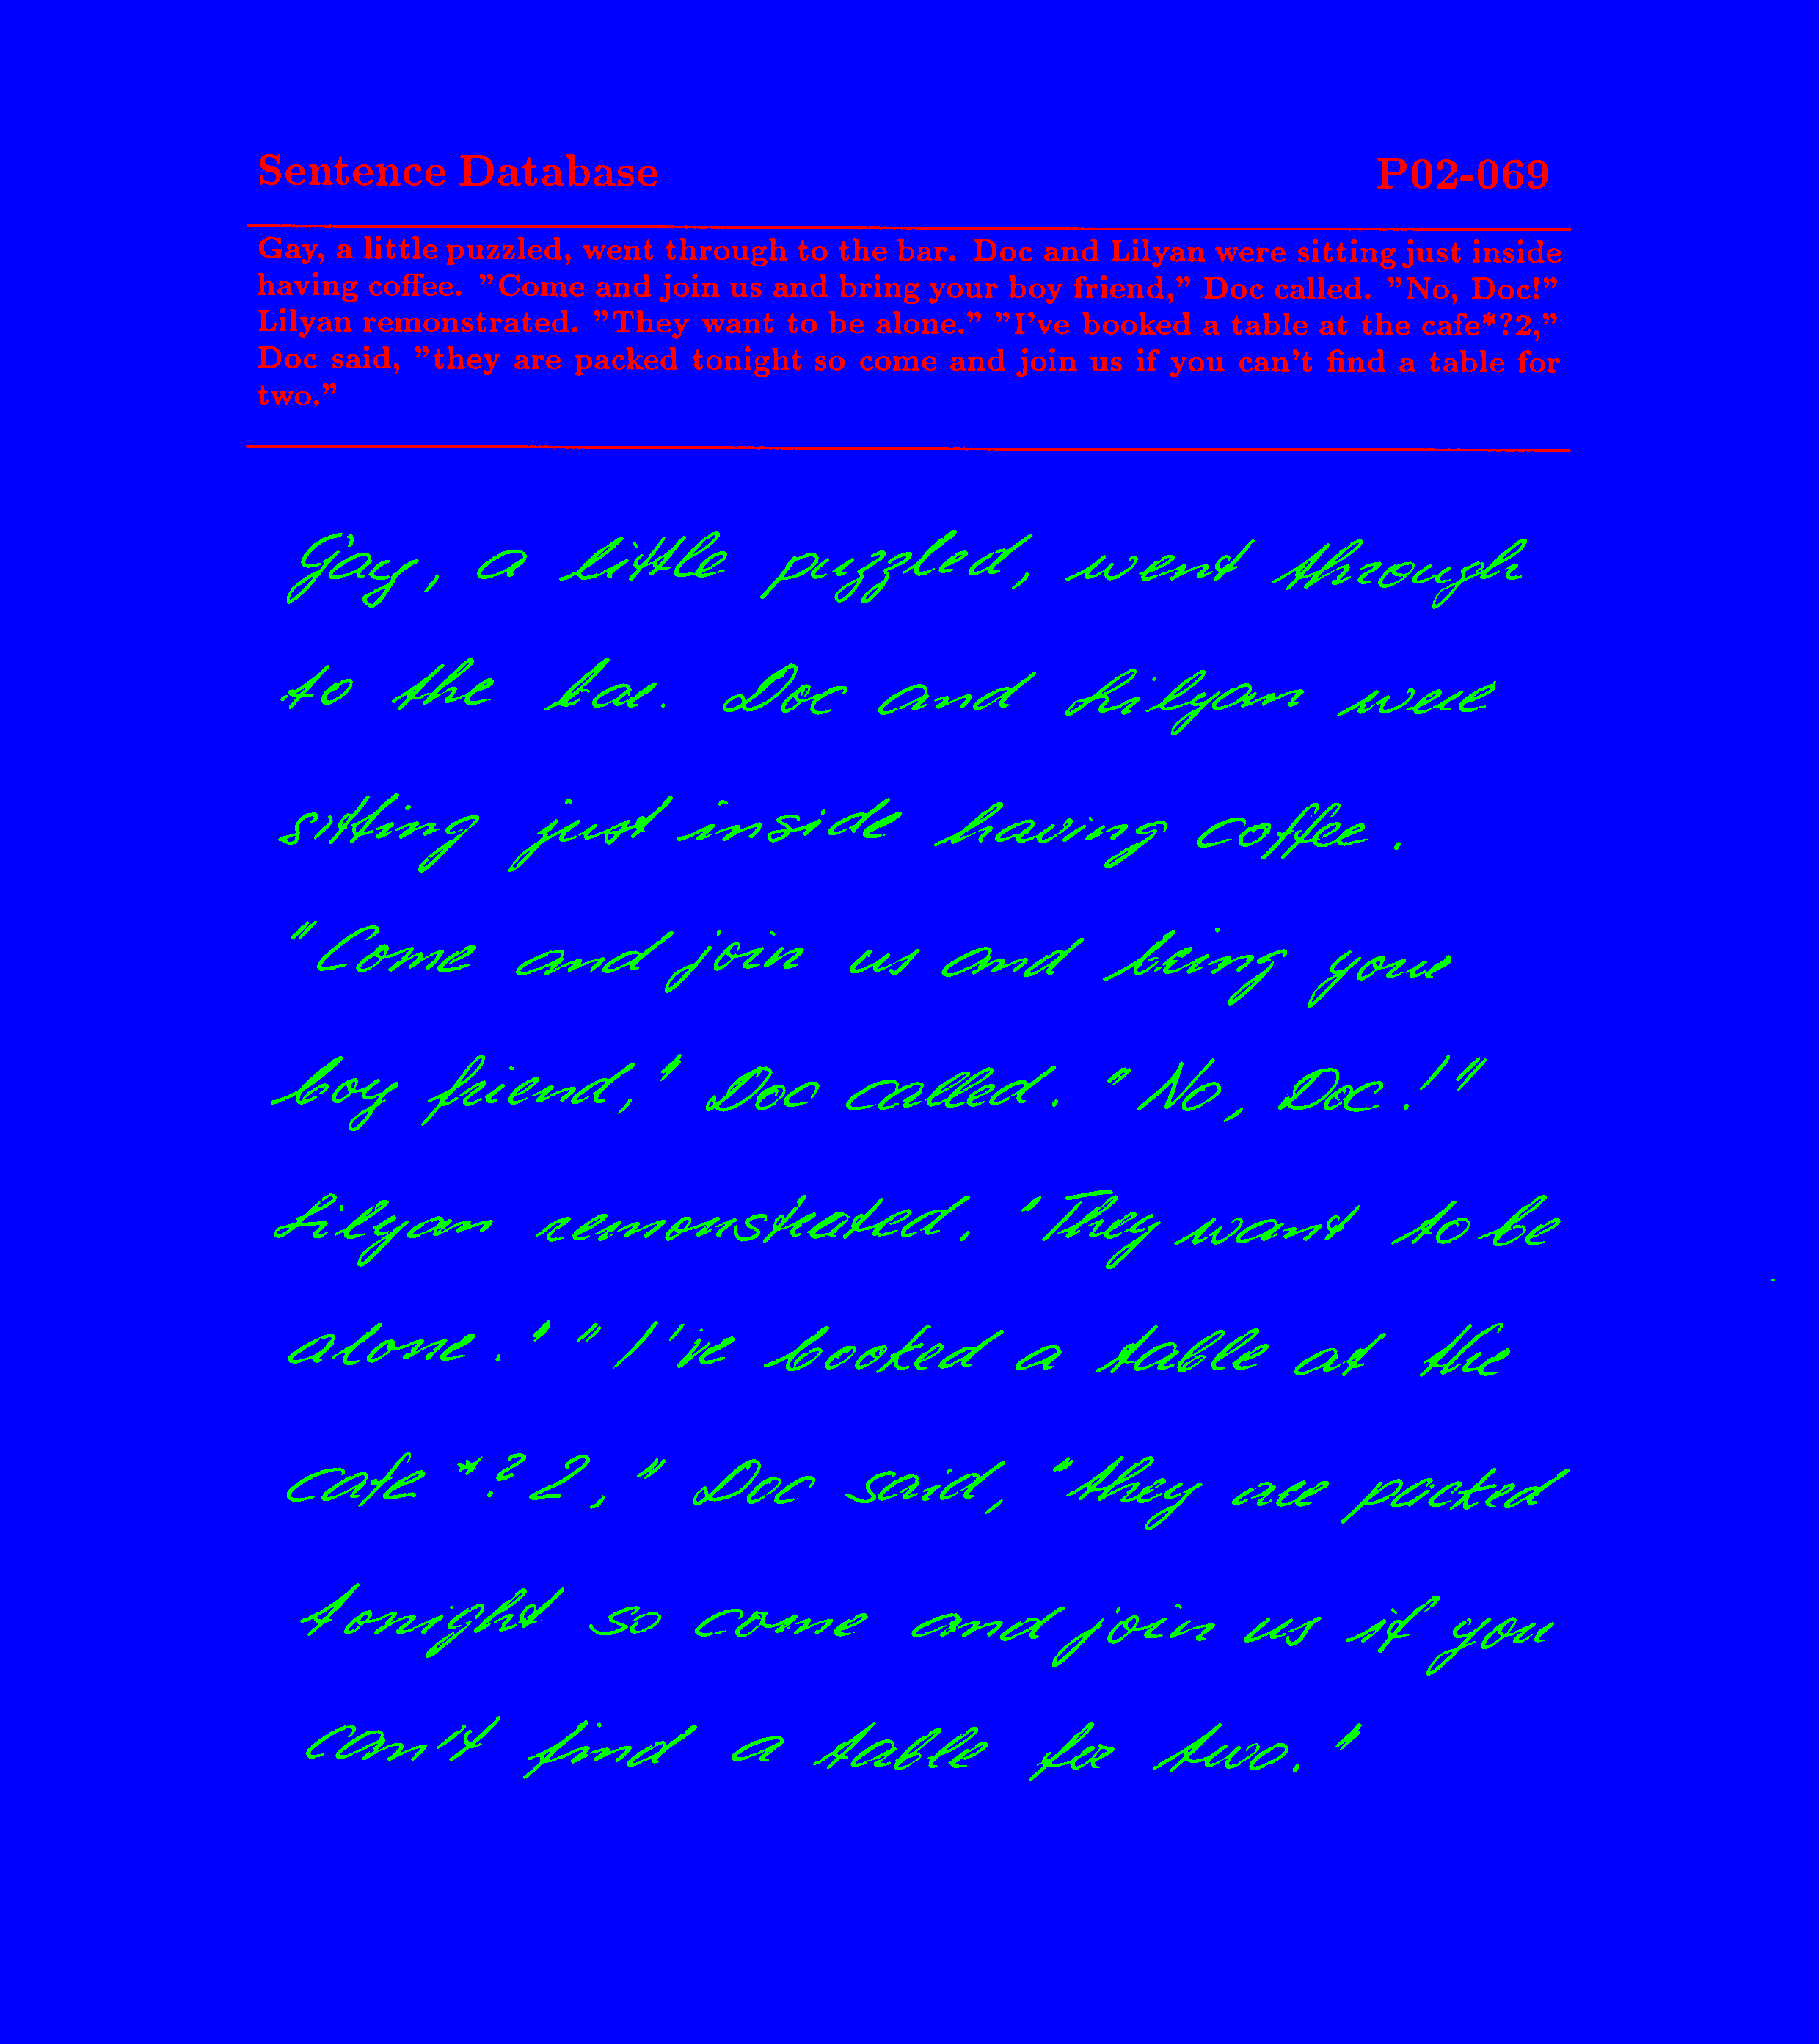 Sentence Database P02-069
Gay, a little puzzled, went through to the bar. Doc and Lilyan were sitting just inside
having coffee. "Come and join us and bring your boy friend," Doc called. "No, Doc!"
Lilyan remonstrated. "They want to be alone." "I've booked a table at the cafe*?2,"
Doc said, "they are packed tonight so come and join us if you can't find a table for
two."
Gay, a little puzzled, went through
to the bar. Doc and Lilyan were
sitting just inside having coffee.
"Come and join us and bring your
boy friend," Doc called. "No, Doc!"
Lilyan remonstrated. "They want to be
alone." "I've booked a table at the
cafe *?2," Doc said, "they are packed
tonight so come and join us if you
can't find a table for two."